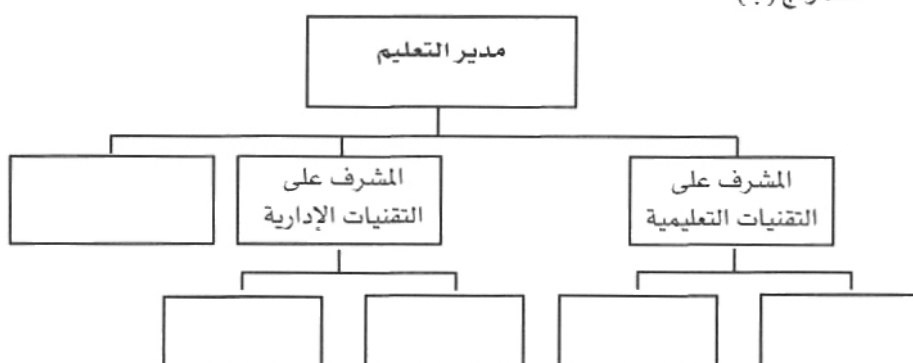 مدير التعليم
المشرف على
التقنيات التعليمية
المشرف على
التقنيات الإدارية